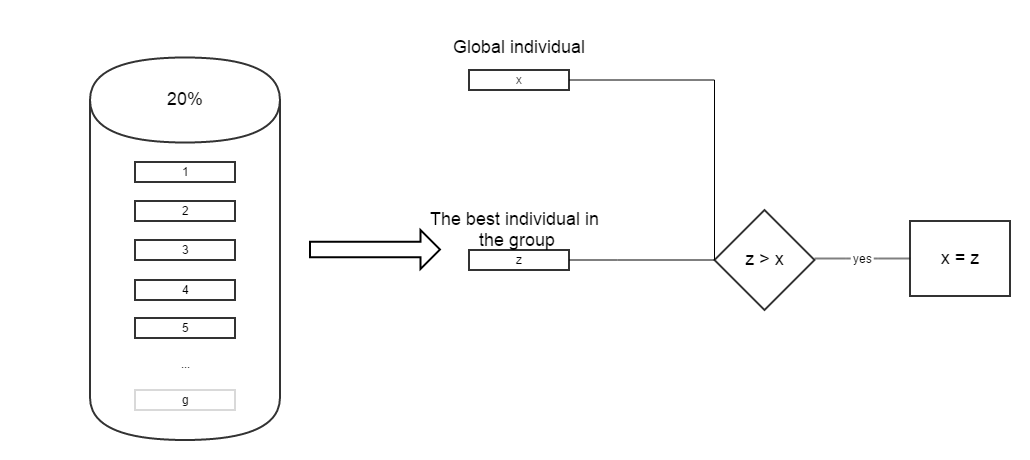 Global individual
x
20%
1
2
3
4
5
...
g
The best individual in
the group
z
z > x
yes
x = z